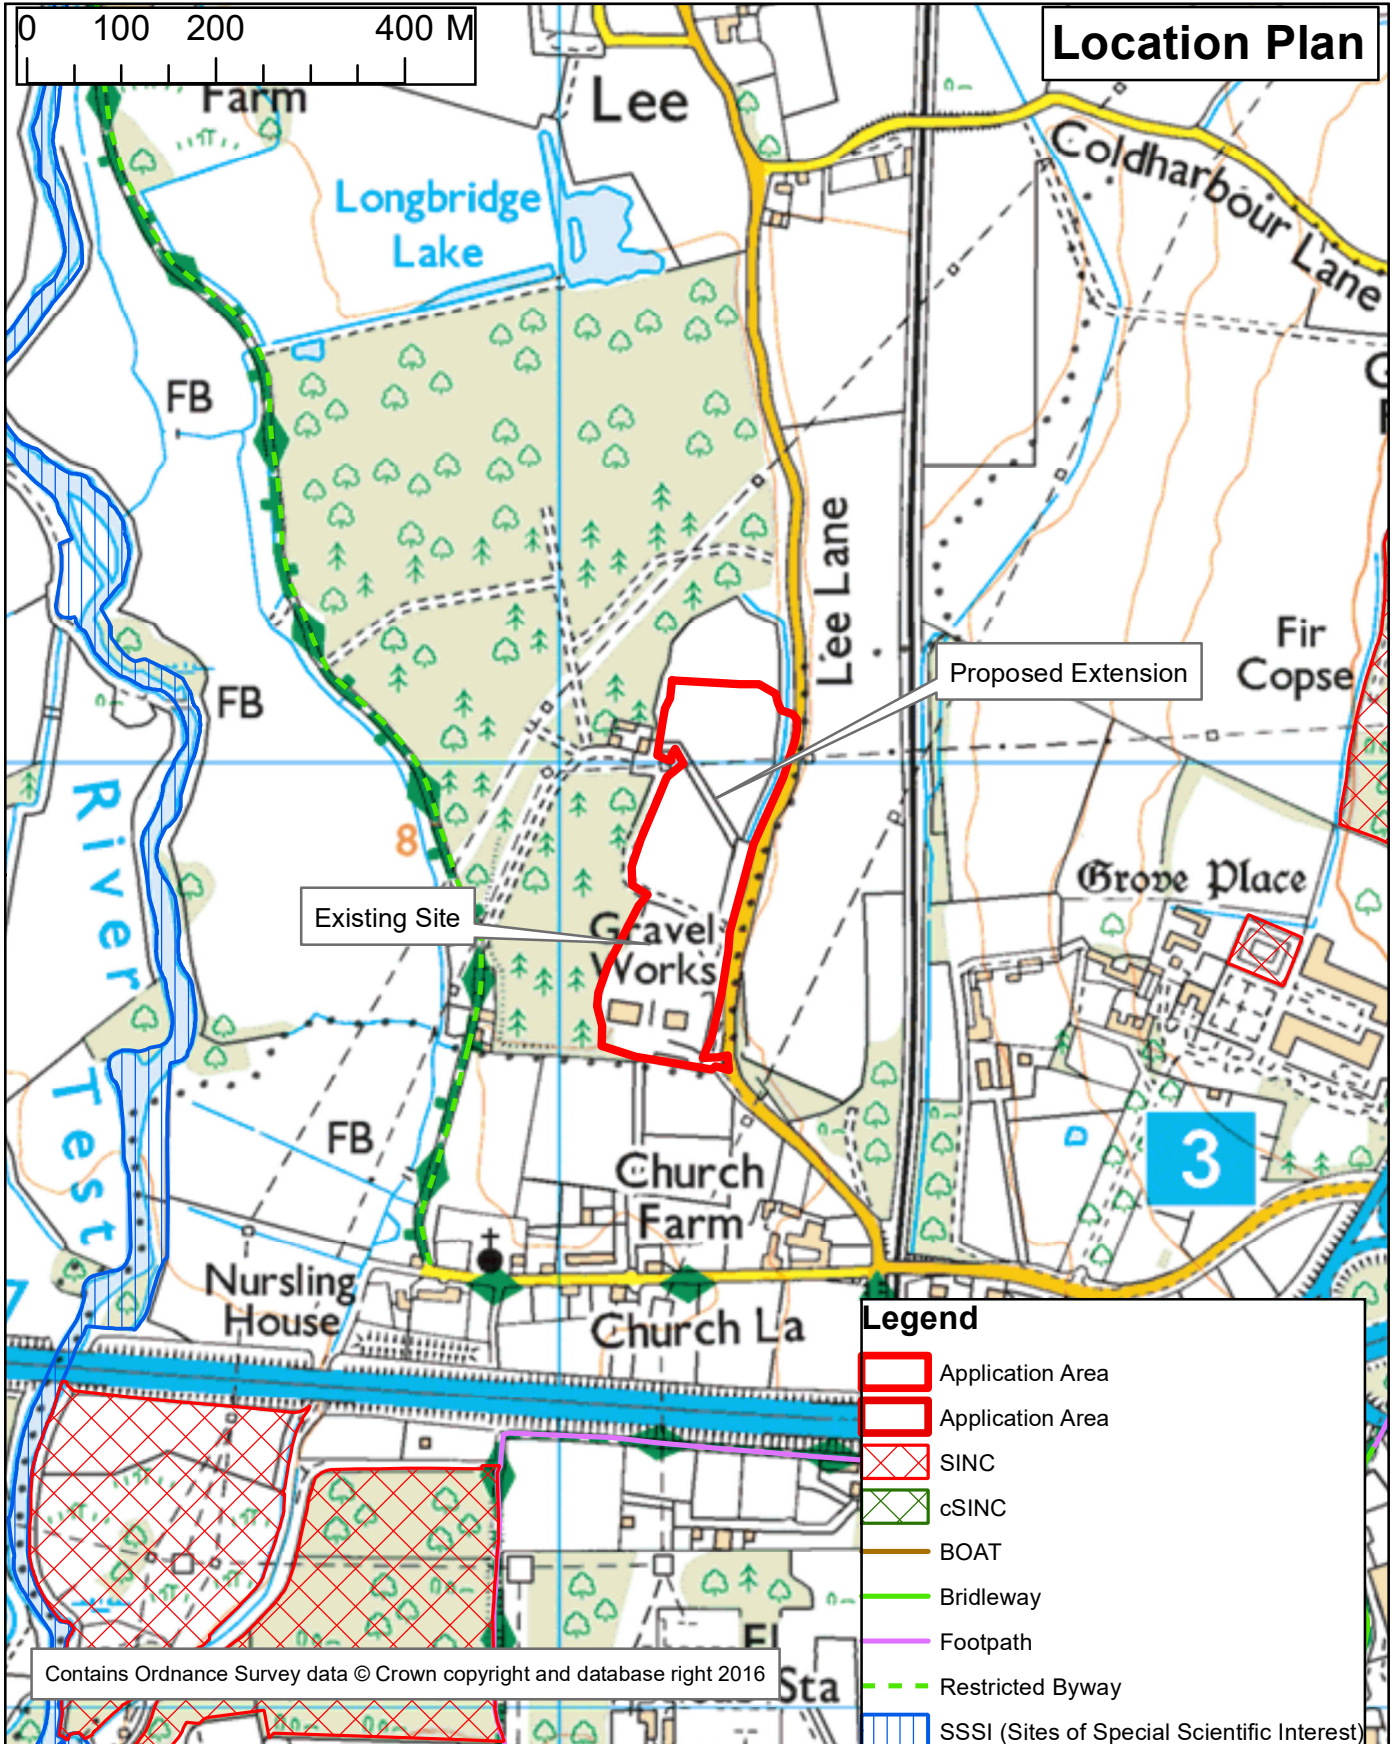 0 100 200 400 M
Location Plan
Farm
Lee
Coldharbour Lane
Longbridge
Lake
FB
Lee Lane
Fir
Copse
Proposed Extension
FB
River Test
8
Grove Place
Existing Site
Gravel
Works
FB
3
Church
Farm
Nursling
House
Church La
Legend
Application Area
Application Area
SINC
cSINC
BOAT
Bridleway
Footpath
Restricted Byway
SSSI (Sites of Special Scientific Interest)
Contains Ordnance Survey data © Crown copyright and database right 2016
Sta